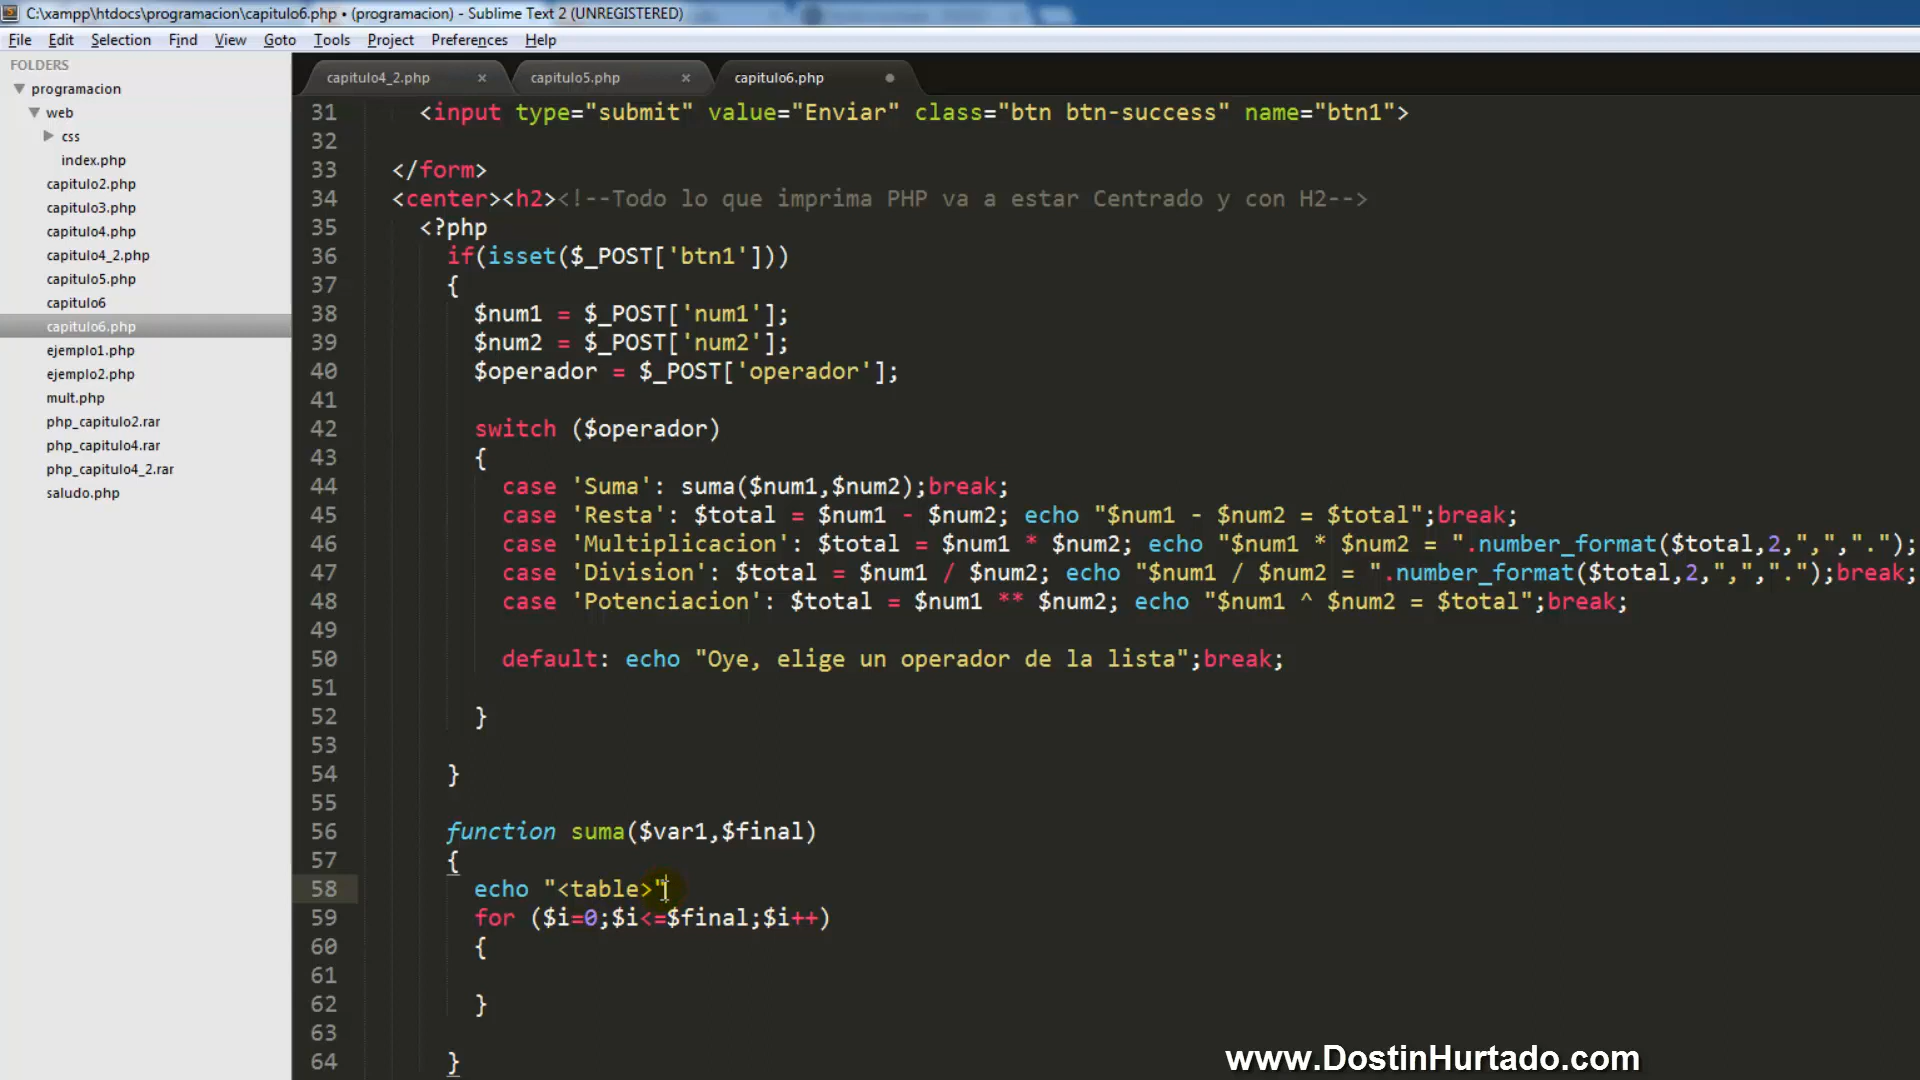 C:\xampp\htdocs\programacion\capitulo6.php • (programacion) - Sublime Text 2 (UNREGISTERED)
File Edit Selection Find View Goto Tools Project Preferences Help
FOLDERS
programacion
web
css
index.php
capitulo2.php
capitulo3.php
capitulo4.php
capitulo4_2.php
capitulo5.php
capitulo6
capitulo6.php
ejemplo1.php
ejemplo2.php
mult.php
php_capitulo2.rar
php_capitulo4.rar
php_capitulo4_2.rar
saludo.php
capitulo4_2.php × capitulo5.php × capitulo6.php
31 <input type="submit" value="Enviar" class="btn btn-success" name="btn1">
32
33 </form>
34 <center><h2><!--Todo lo que imprima PHP va a estar Centrado y con H2-->
35 <?php
36 if(isset($_POST['btn1']))
37 {
38 $num1 = $_POST['num1'];
39 $num2 = $_POST['num2'];
40 $operador = $_POST['operador'];
41
42 switch ($operador)
43 {
44 case 'Suma': suma($num1,$num2);break;
45 case 'Resta': $total = $num1 - $num2; echo "$num1 - $num2 = $total";break;
46 case 'Multiplicacion': $total = $num1 * $num2; echo "$num1 * $num2 = ".number_format($total,2,",",".");
47 case 'Division': $total = $num1 / $num2; echo "$num1 / $num2 = ".number_format($total,2,",",".");break;
48 case 'Potenciacion': $total = $num1 ** $num2; echo "$num1 ^ $num2 = $total";break;
49
50 default: echo "Oye, elige un operador de la lista";break;
51
52 }
53
54 }
55
56 function suma($var1,$final)
57 {
58 echo "<table>"
59 for ($i=0;$i<=$final;$i++)
60 {
61
62 }
63
64 }
www.DostinHurtado.com